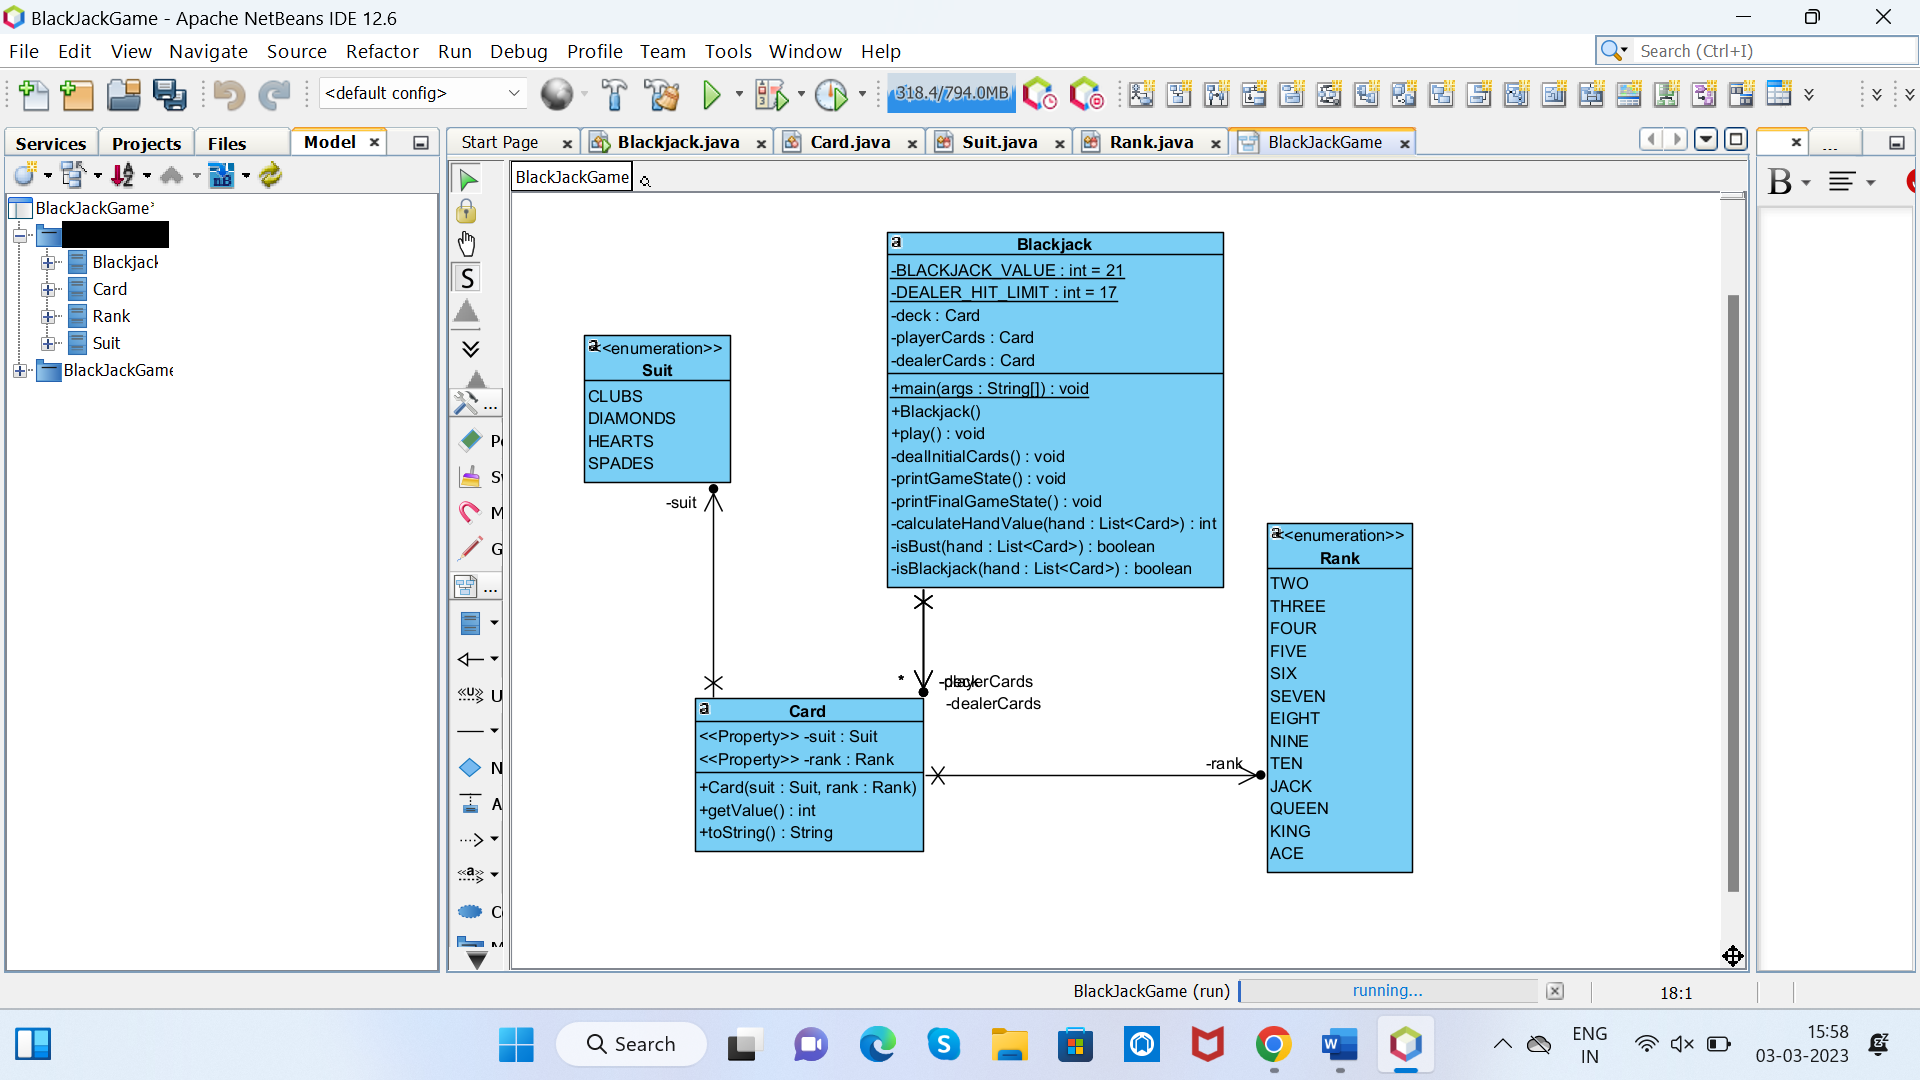 BlackJackGame - Apache NetBeans IDE 12.6
File Edit View Navigate Source Refactor Run Debug Profile Team Tools Window Help
Search (Ctrl+I)
<default config>
318.4/794.0MB
Services Projects Files Model
Start Page Blackjack.java Card.java Suit.java Rank.java BlackJackGame
...
BlackJackGame
B
BlackJackGame*
Blackjack
Card
Rank
Suit
BlackJackGame
S
...
P
S
M
G
...
U
N
A
C
M
Blackjack
-BLACKJACK_VALUE : int = 21
-DEALER_HIT_LIMIT : int = 17
-deck : Card
-playerCards : Card
-dealerCards : Card
+main(args : String[]) : void
+Blackjack()
+play() : void
-dealInitialCards() : void
-printGameState() : void
-printFinalGameState() : void
-calculateHandValue(hand : List<Card>) : int
-isBust(hand : List<Card>) : boolean
-isBlackjack(hand : List<Card>) : boolean
<<enumeration>>
Suit
CLUBS
DIAMONDS
HEARTS
SPADES
-suit
<<enumeration>>
Rank
TWO
THREE
FOUR
FIVE
SIX
SEVEN
EIGHT
NINE
TEN
JACK
QUEEN
KING
ACE
*
-playerCards
-dealerCards
Card
<<Property>> -suit : Suit
<<Property>> -rank : Rank
+Card(suit : Suit, rank : Rank)
+getValue() : int
+toString() : String
-rank
BlackJackGame (run) running... 18:1
Search
ENG
IN
15:58
03-03-2023